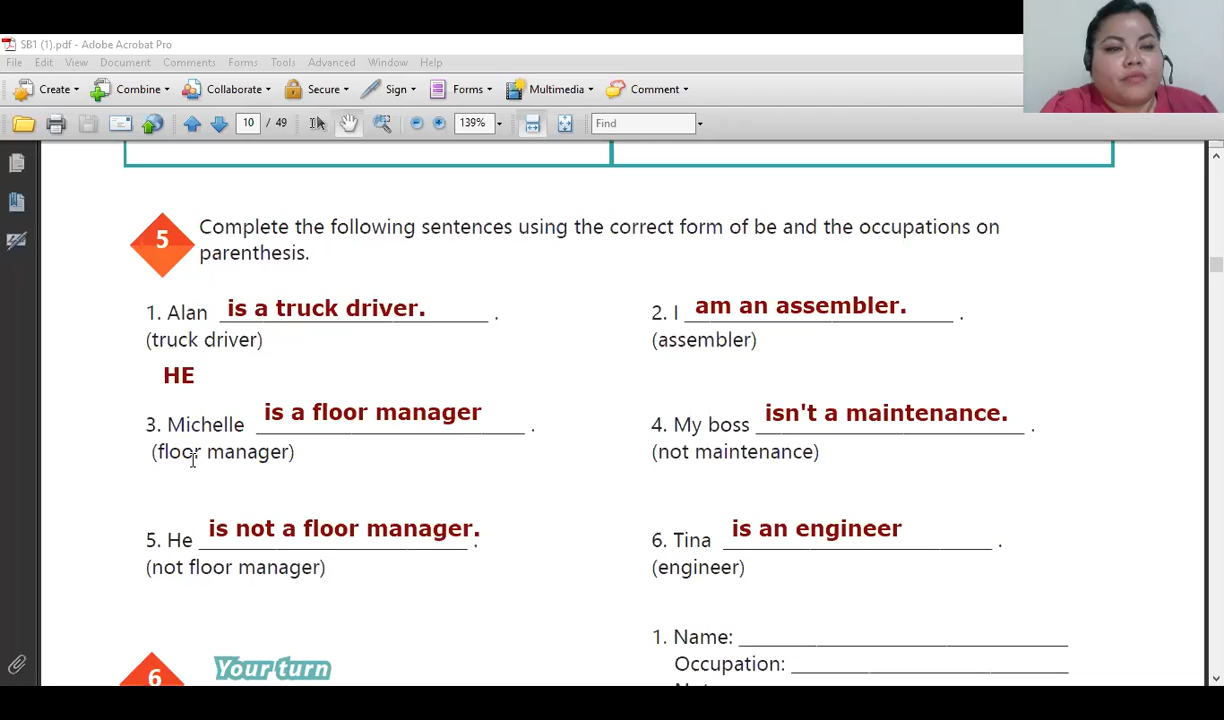 SB1 (1).pdf - Adobe Acrobat Pro
File Edit View Document Comments Forms Tools Advanced Window Help
Create Combine Collaborate Secure Sign Forms Multimedia Comment
10 / 49 139% Find
5 Complete the following sentences using the correct form of be and the occupations on
parenthesis.
1. Alan is a truck driver. .
(truck driver)
2. I am an assembler. .
(assembler)
HE
3. Michelle is a floor manager .
(floor manager)
4. My boss isn't a maintenance. .
(not maintenance)
5. He is not a floor manager. .
(not floor manager)
6. Tina is an engineer .
(engineer)
6 Your turn
1. Name:
Occupation: